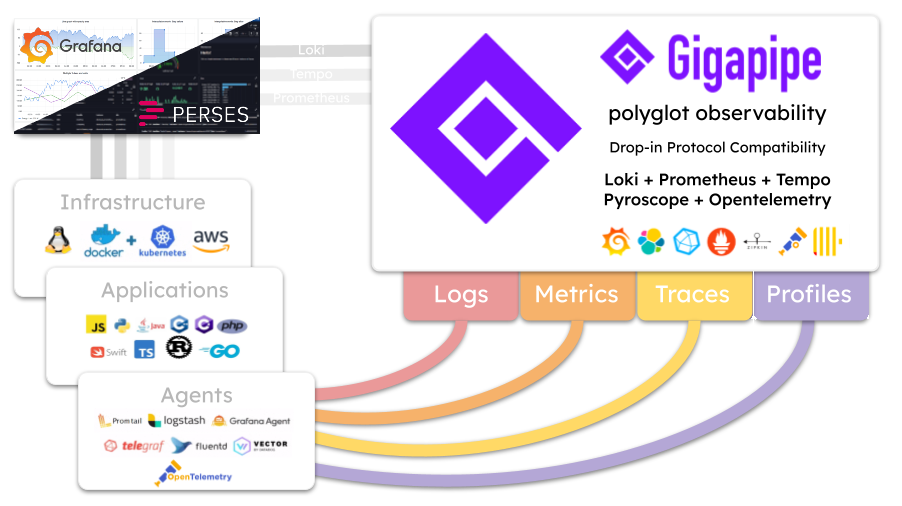 Grafana
PERSES
Loki
Tempo
Prometheus
Gigapipe
polyglot observability
Drop-in Protocol Compatibility
Loki + Prometheus + Tempo
Pyroscope + Opentelemetry
ZIPKIN
Logs
Metrics
Traces
Profiles
Infrastructure
docker
+
kubernetes
aws
Applications
JS
Java
C
C
php
Swift
TS
R
GO
Agents
Promtail
logstash
Grafana Agent
telegraf
fluentd
VECTOR
OpenTelemetry